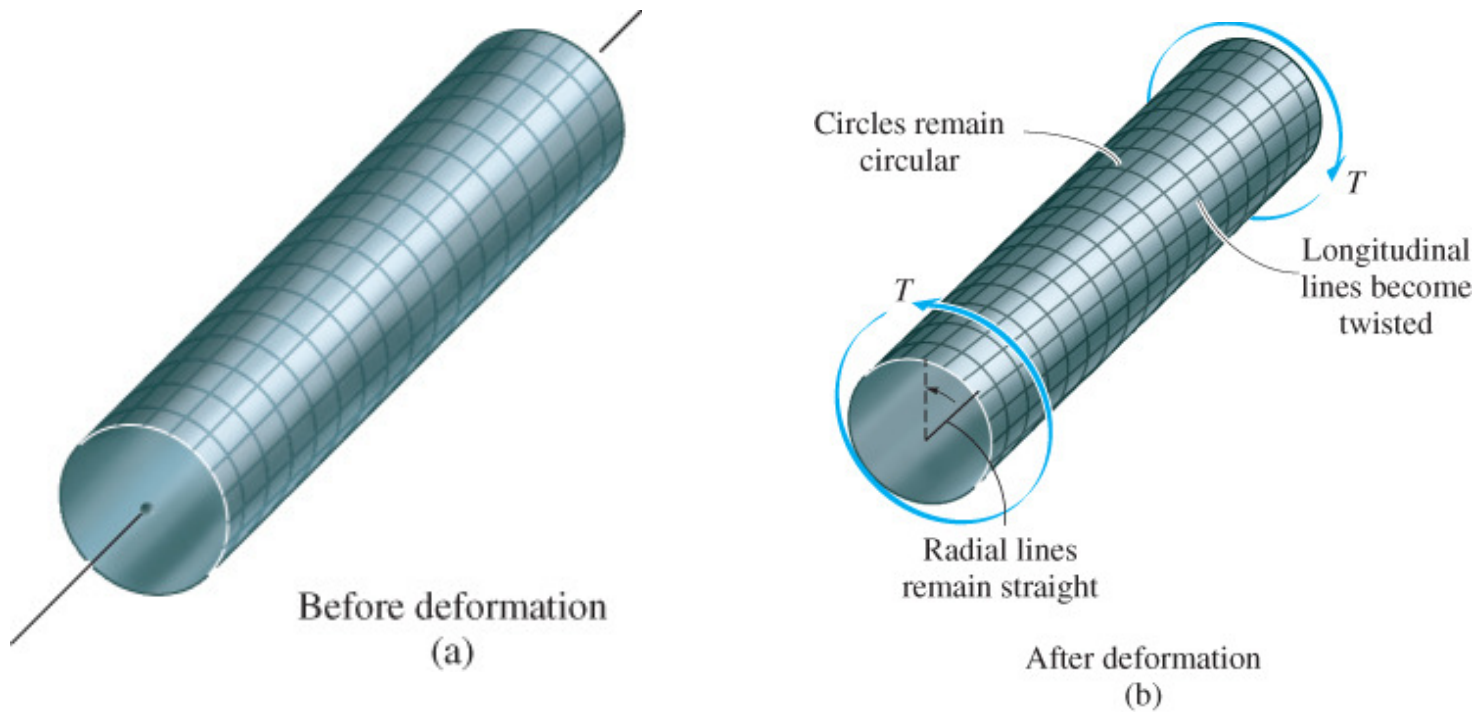 Before deformation
(a)
Circles remain
circular
T
Longitudinal
lines become
twisted
T
Radial lines
remain straight
After deformation
(b)